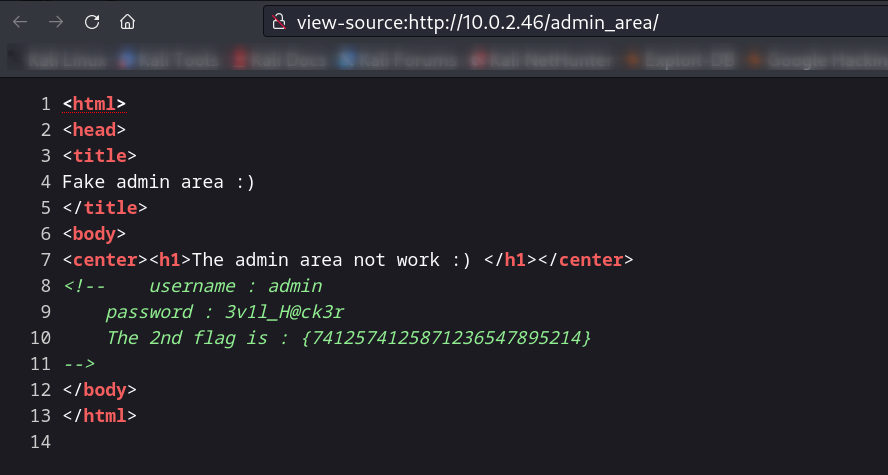 view-source:http://10.0.2.46/admin_area/
Kali Linux Kali Tools Kali Docs Kali Forums Kali NetHunter Exploit-DB Google Hacking
1 <html>
2 <head>
3 <title>
4 Fake admin area :)
5 </title>
6 <body>
7 <center><h1>The admin area not work :) </h1></center>
8 <!-- username : admin
9 password : 3v1l_H@ck3r
10 The 2nd flag is : {7412574125871236547895214}
11 -->
12 </body>
13 </html>
14